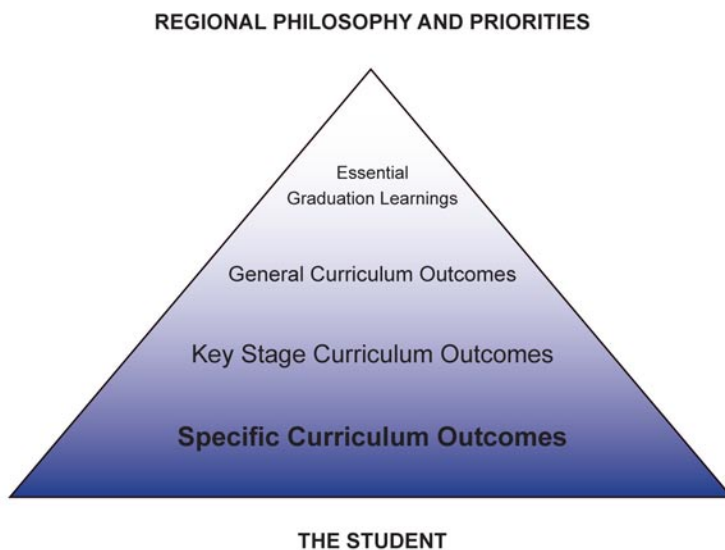 REGIONAL PHILOSOPHY AND PRIORITIES
Essential
Graduation Learnings
General Curriculum Outcomes
Key Stage Curriculum Outcomes
Specific Curriculum Outcomes
THE STUDENT